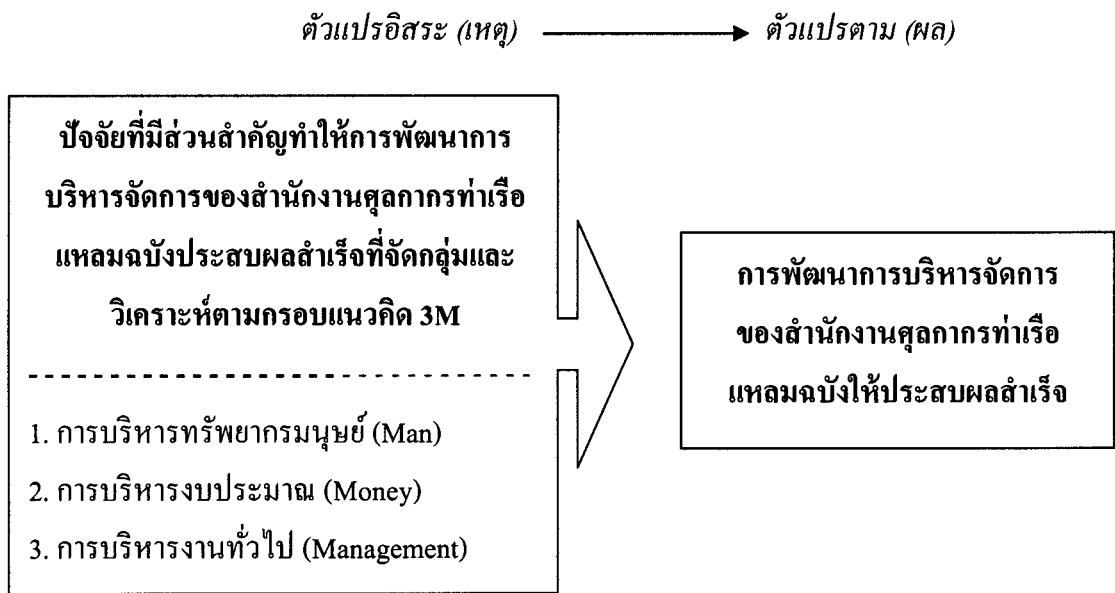 ตัวแปรอิสระ (เหตุ) ตัวแปรตาม (ผล)
ปัจจัยที่มีส่วนสำคัญทำให้การพัฒนาการ
บริหารจัดการของสำนักงานศุลกากรท่าเรือ
แหลมฉบังประสบผลสำเร็จที่จัดกลุ่มและ
วิเคราะห์ตามกรอบแนวคิด 3M
1. การบริหารทรัพยากรมนุษย์ (Man)
2. การบริหารงบประมาณ (Money)
3. การบริหารงานทั่วไป (Management)
การพัฒนาการบริหารจัดการ
ของสำนักงานศุลกากรท่าเรือ
แหลมฉบังให้ประสบผลสำเร็จ